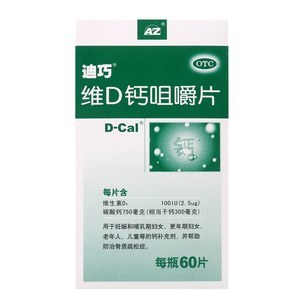 AZ®
OTC
迪巧®
维D钙咀嚼片
D-Cal®
钙
每片含
维生素D₃ 100IU(2.5ug)
碳酸钙750毫克(相当于钙300毫克)
用于妊娠和哺乳期妇女、更年期妇女、
老年人、儿童等的钙补充剂,并帮助
防治骨质疏松症。
每瓶60片